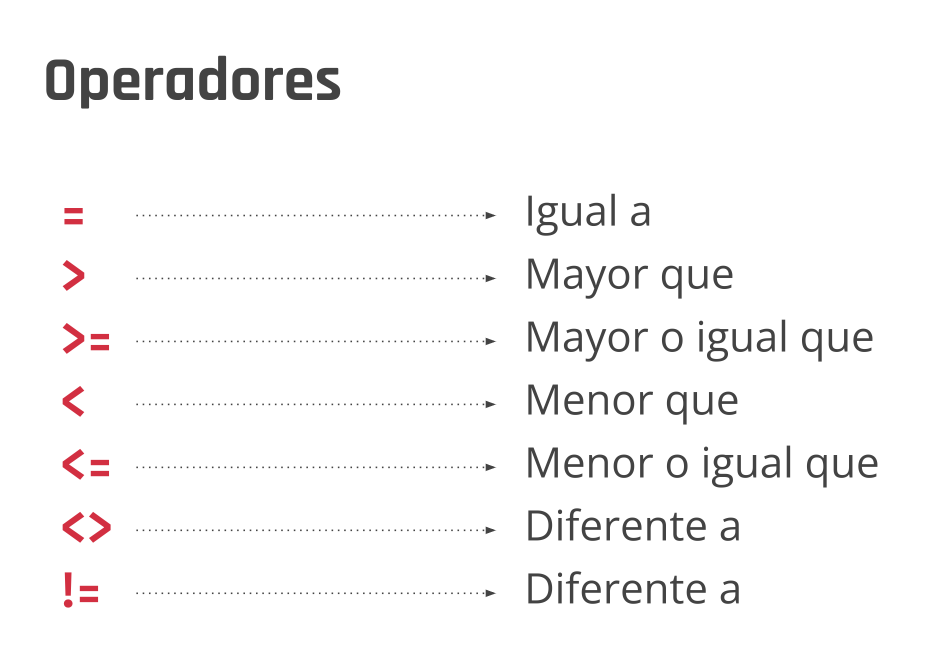 Operadores
= Igual a
> Mayor que
>= Mayor o igual que
< Menor que
<= Menor o igual que
<> Diferente a
!= Diferente a